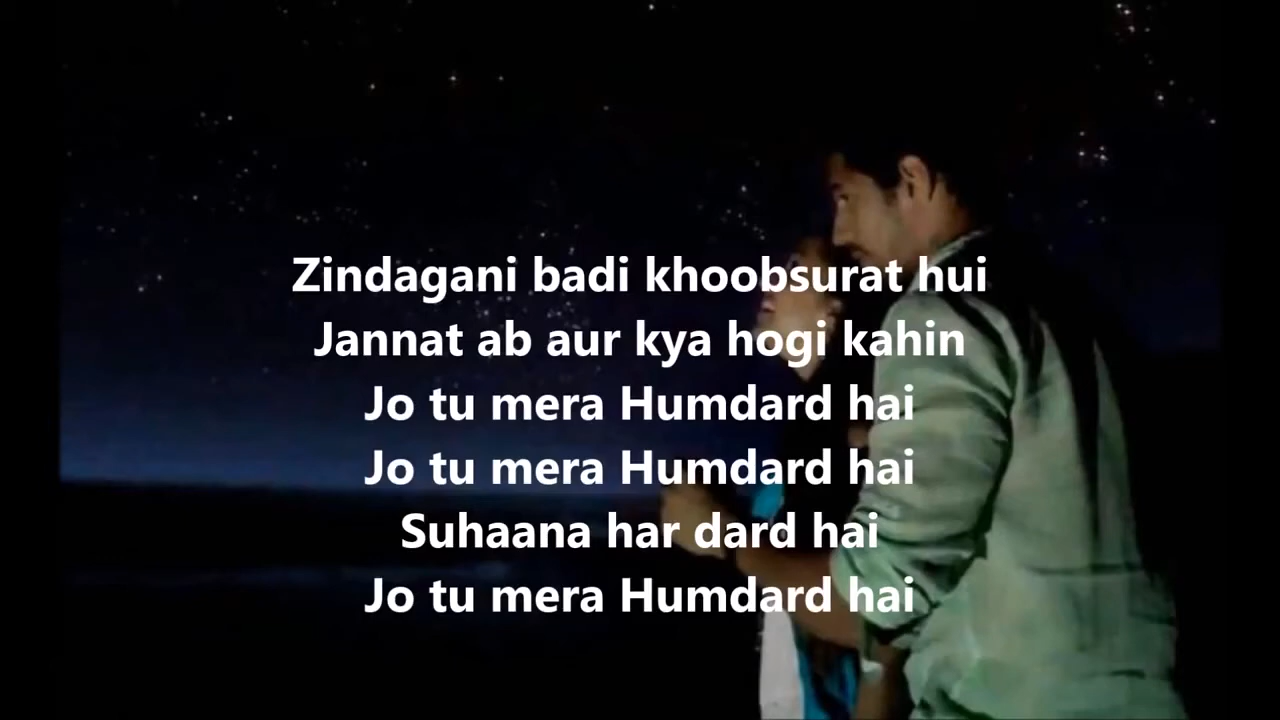 Zindagani badi khoobsurat hui
Jannat ab aur kya hogi kahin
Jo tu mera Humdard hai
Jo tu mera Humdard hai
Suhaana har dard hai
Jo tu mera Humdard hai